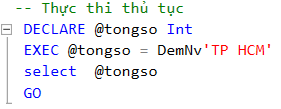 -- Thực thi thủ tục
DECLARE @tongso Int
EXEC @tongso = DemNv'TP HCM'
select @tongso
GO